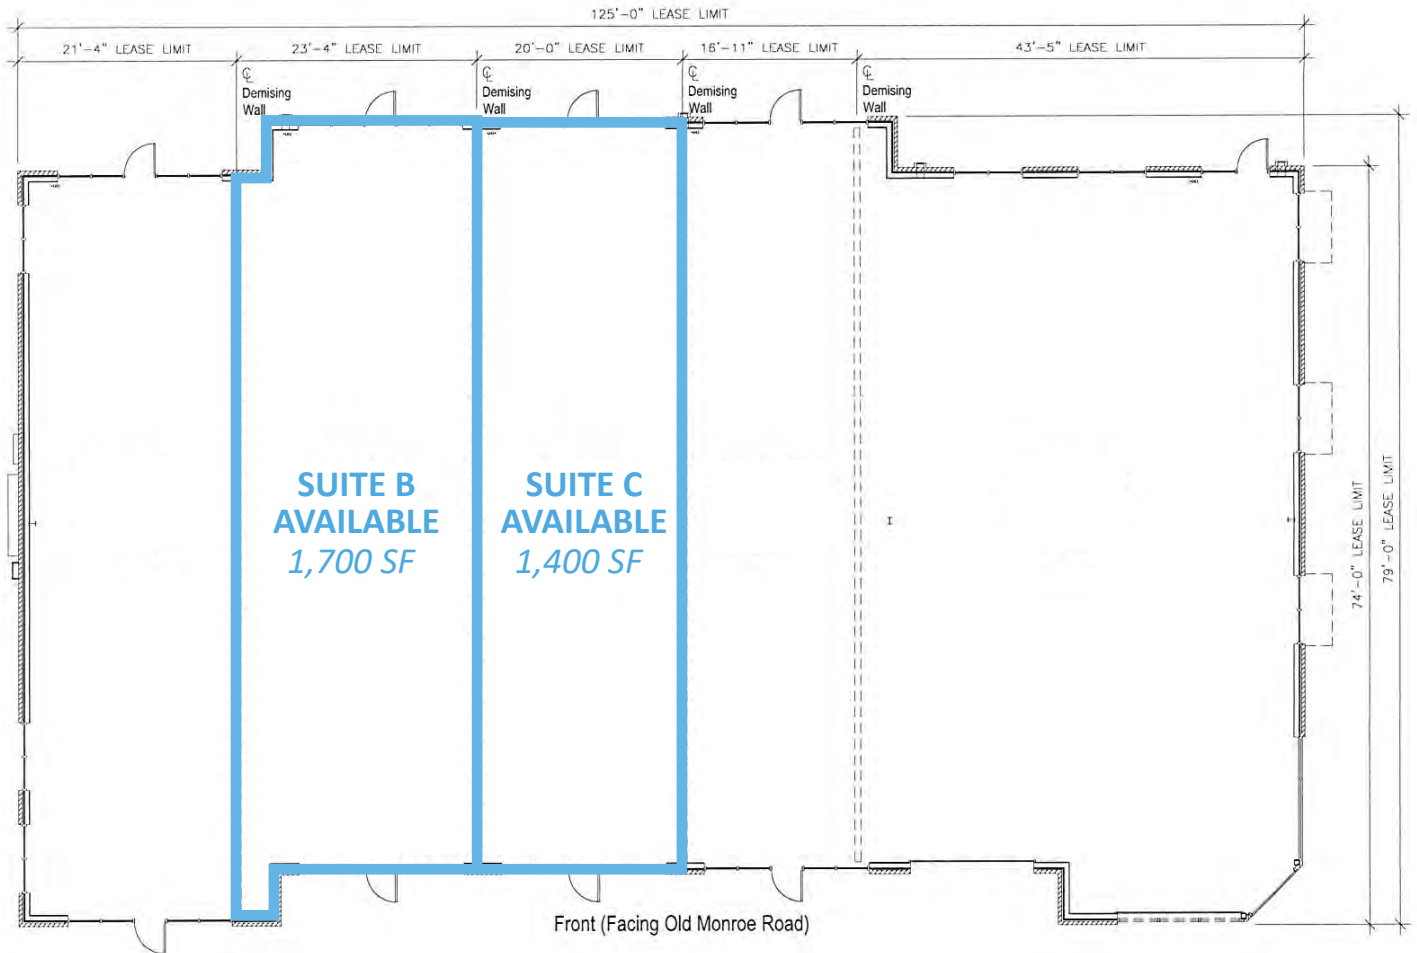 125'-0" LEASE LIMIT
21'-4" LEASE LIMIT
23'-4" LEASE LIMIT
20'-0" LEASE LIMIT
16'-11" LEASE LIMIT
43'-5" LEASE LIMIT
℄
Demising
Wall
℄
Demising
Wall
℄
Demising
Wall
℄
Demising
Wall
SUITE B
AVAILABLE
1,700 SF
SUITE C
AVAILABLE
1,400 SF
74'-0" LEASE LIMIT
79'-0" LEASE LIMIT
Front (Facing Old Monroe Road)